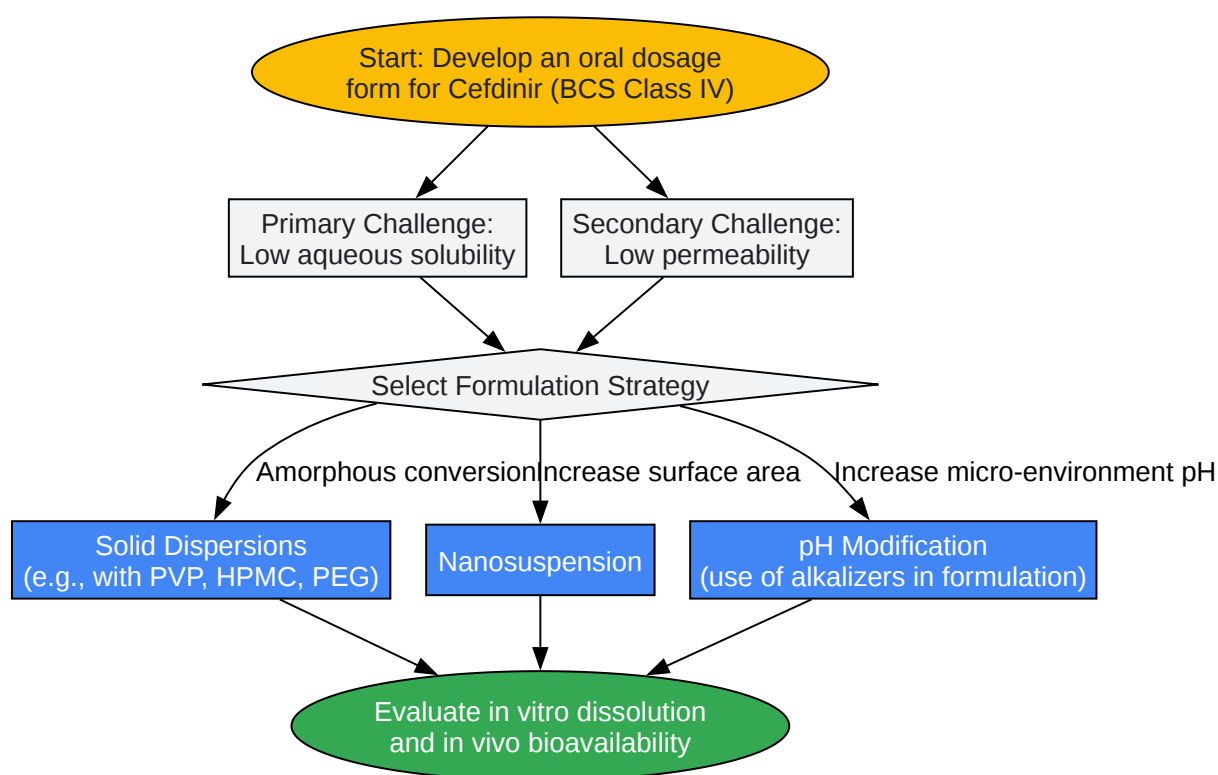 Start: Develop an oral dosage
form for Cefdinir (BCS Class IV)
Primary Challenge:
Low aqueous solubility
Secondary Challenge:
Low permeability
Select Formulation Strategy
Amorphous conversion
Increase surface area
Increase micro-environment pH
Solid Dispersions
(e.g., with PVP, HPMC, PEG)
Nanosuspension
pH Modification
(use of alkalizers in formulation)
Evaluate in vitro dissolution
and in vivo bioavailability